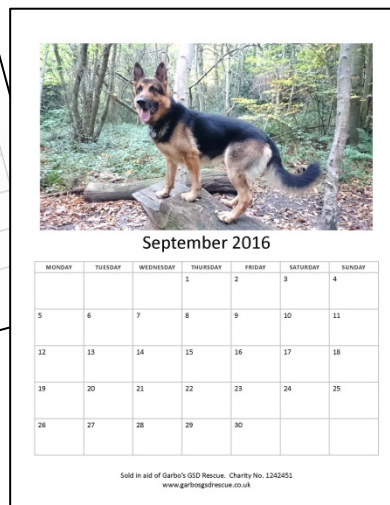 September 2016
MONDAY TUESDAY WEDNESDAY THURSDAY FRIDAY SATURDAY SUNDAY
1 2 3 4
5 6 7 8 9 10 11
12 13 14 15 16 17 18
19 20 21 22 23 24 25
26 27 28 29 30
Sold in aid of Garbo's GSD Rescue. Charity No. 1242451
www.garbosgsdrescue.co.uk